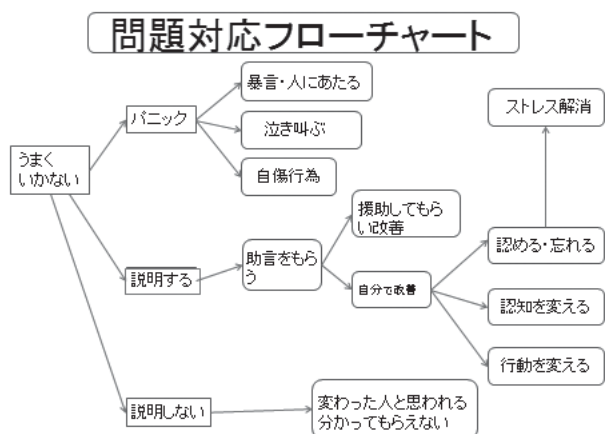 問題対応フローチャート
暴言・人にあたる
ストレス解消
パニック
泣き叫ぶ
うまく
いかない
自傷行為
援助してもら
い改善
認める・忘れる
助言をもら
う
説明する
自分で改善
認知を変える
行動を変える
説明しない
変わった人と思われる
分かってもらえない